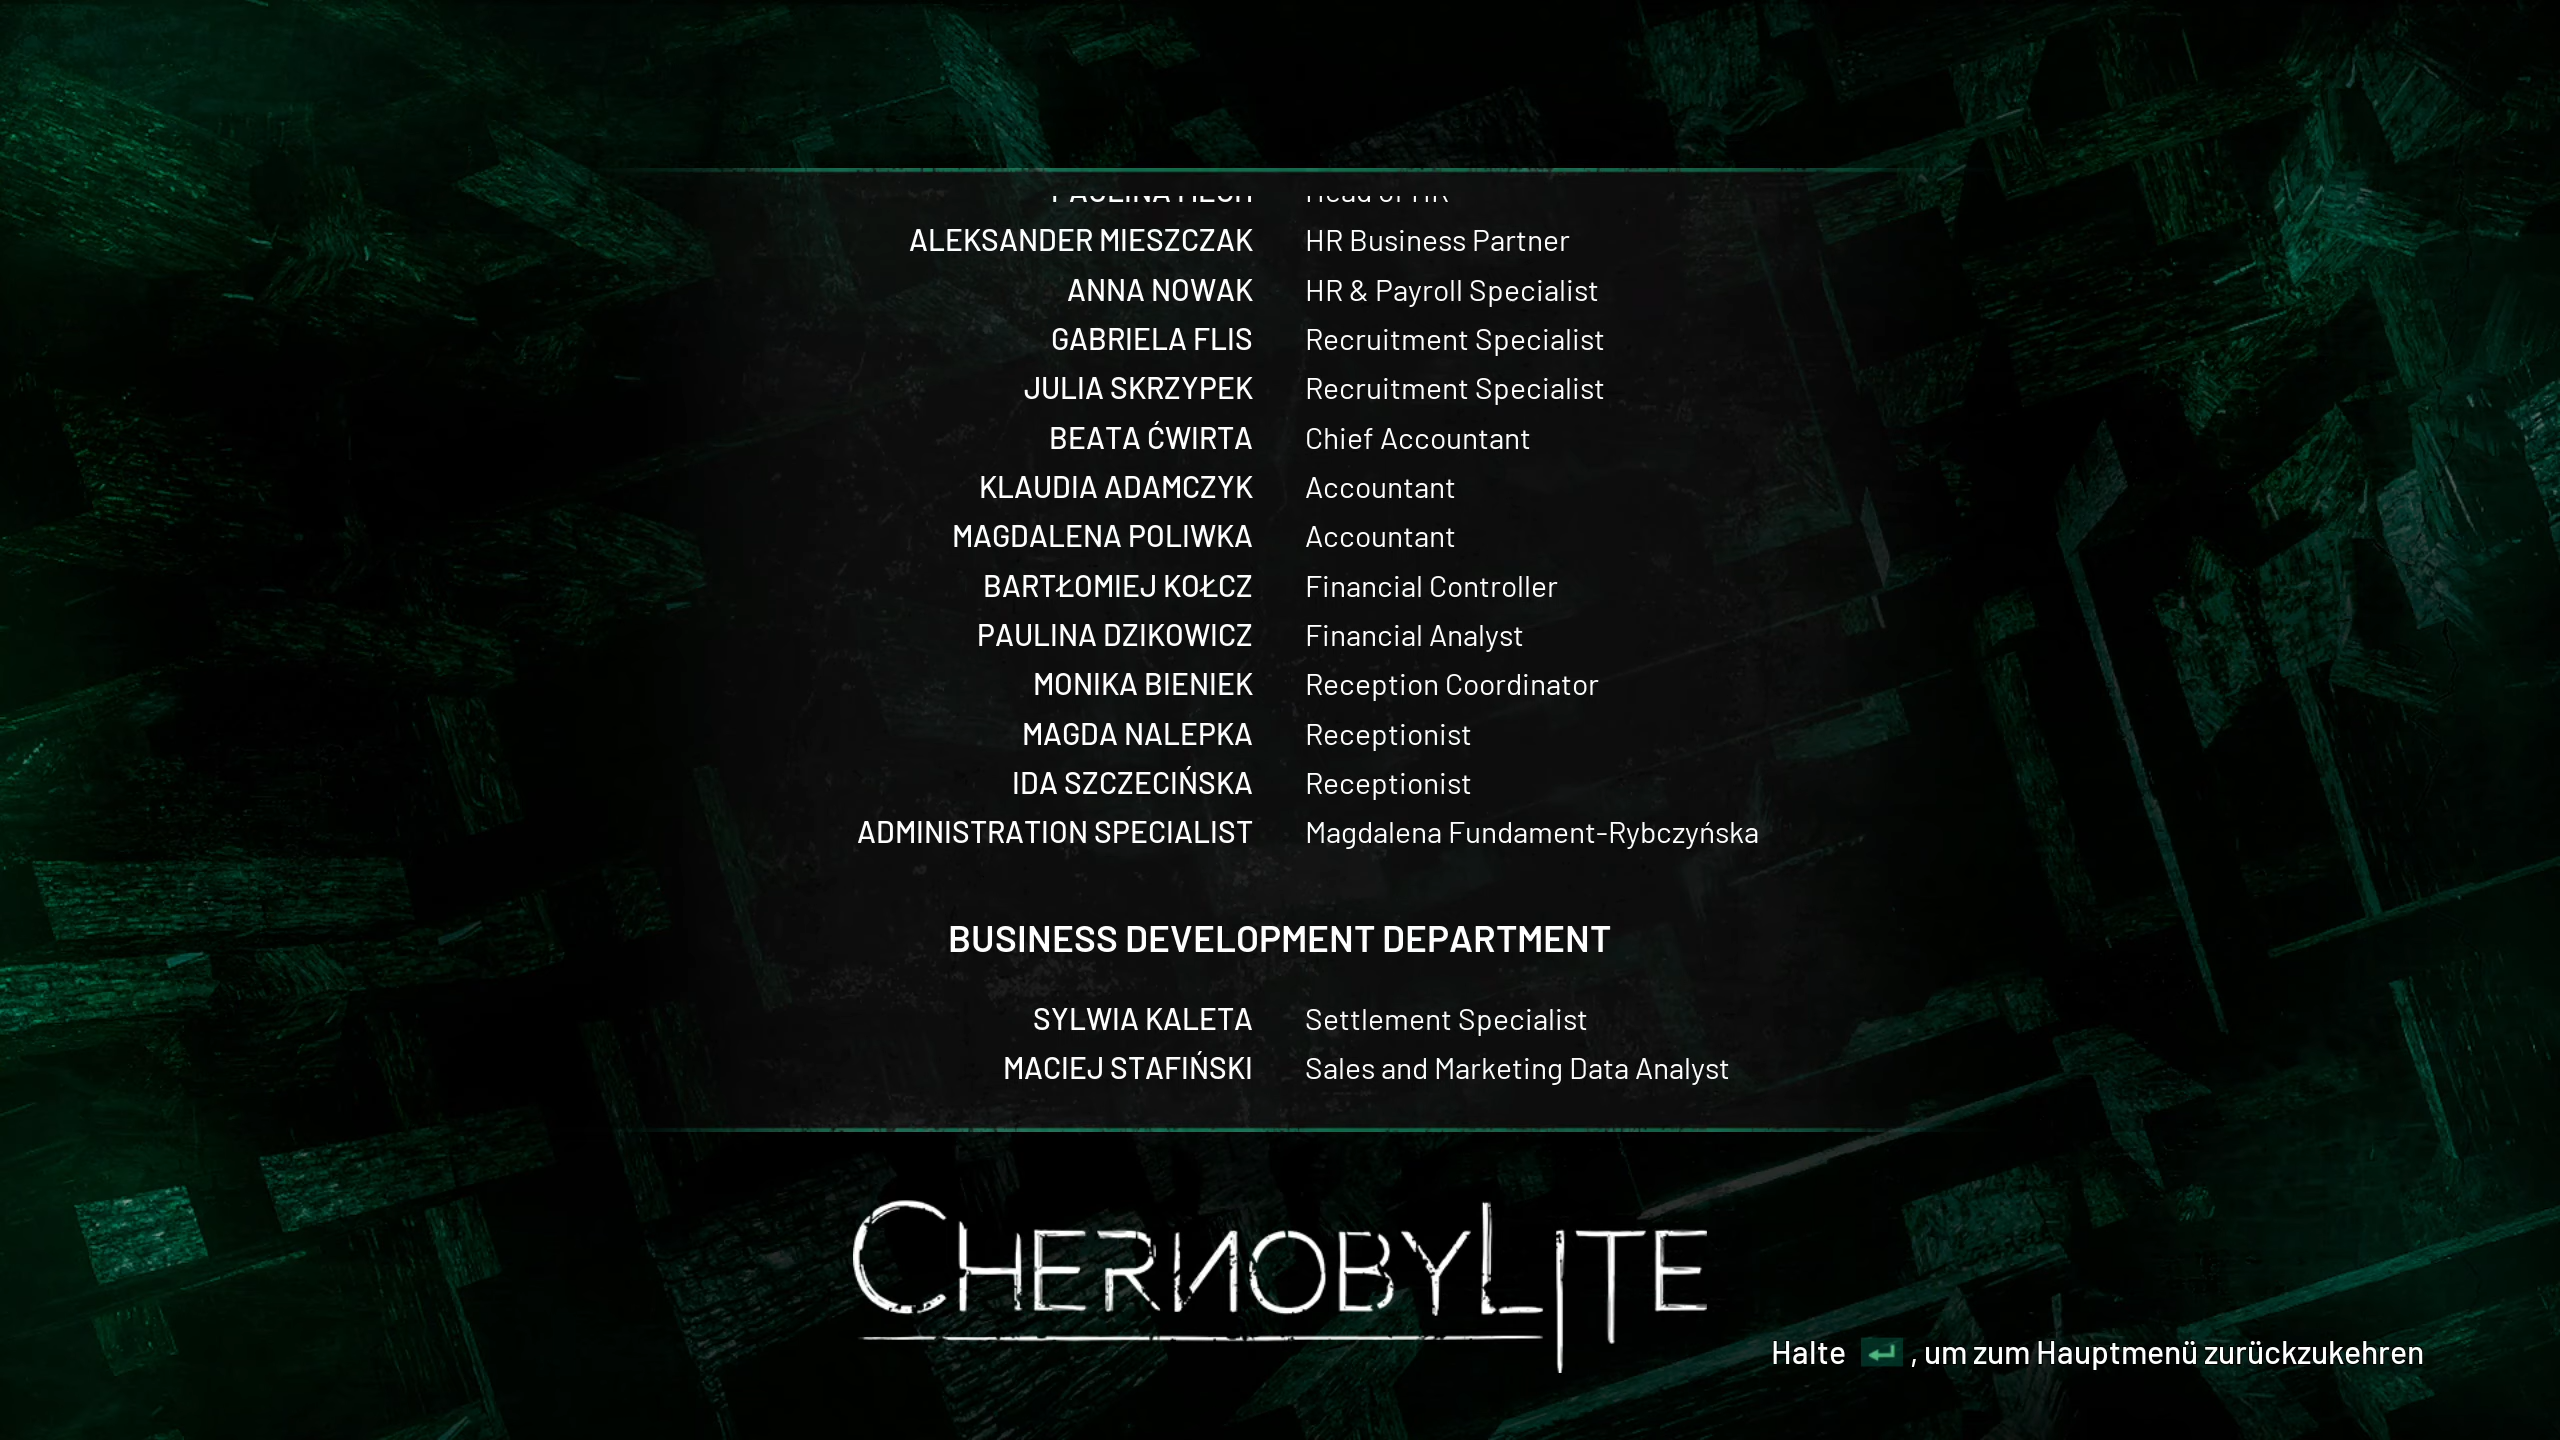 ALEKSANDER MIESZCZAK HR Business Partner
ANNA NOWAK HR & Payroll Specialist
GABRIELA FLIS Recruitment Specialist
JULIA SKRZYPEK Recruitment Specialist
BEATA ĆWIRTA Chief Accountant
KLAUDIA ADAMCZYK Accountant
MAGDALENA POLIWKA Accountant
BARTŁOMIEJ KOŁCZ Financial Controller
PAULINA DZIKOWICZ Financial Analyst
MONIKA BIENIEK Reception Coordinator
MAGDA NALEPKA Receptionist
IDA SZCZECIŃSKA Receptionist
ADMINISTRATION SPECIALIST Magdalena Fundament-Rybczyńska
BUSINESS DEVELOPMENT DEPARTMENT
SYLWIA KALETA Settlement Specialist
MACIEJ STAFIŃSKI Sales and Marketing Data Analyst
CHERИOBYLITE
Halte , um zum Hauptmenü zurückzukehren